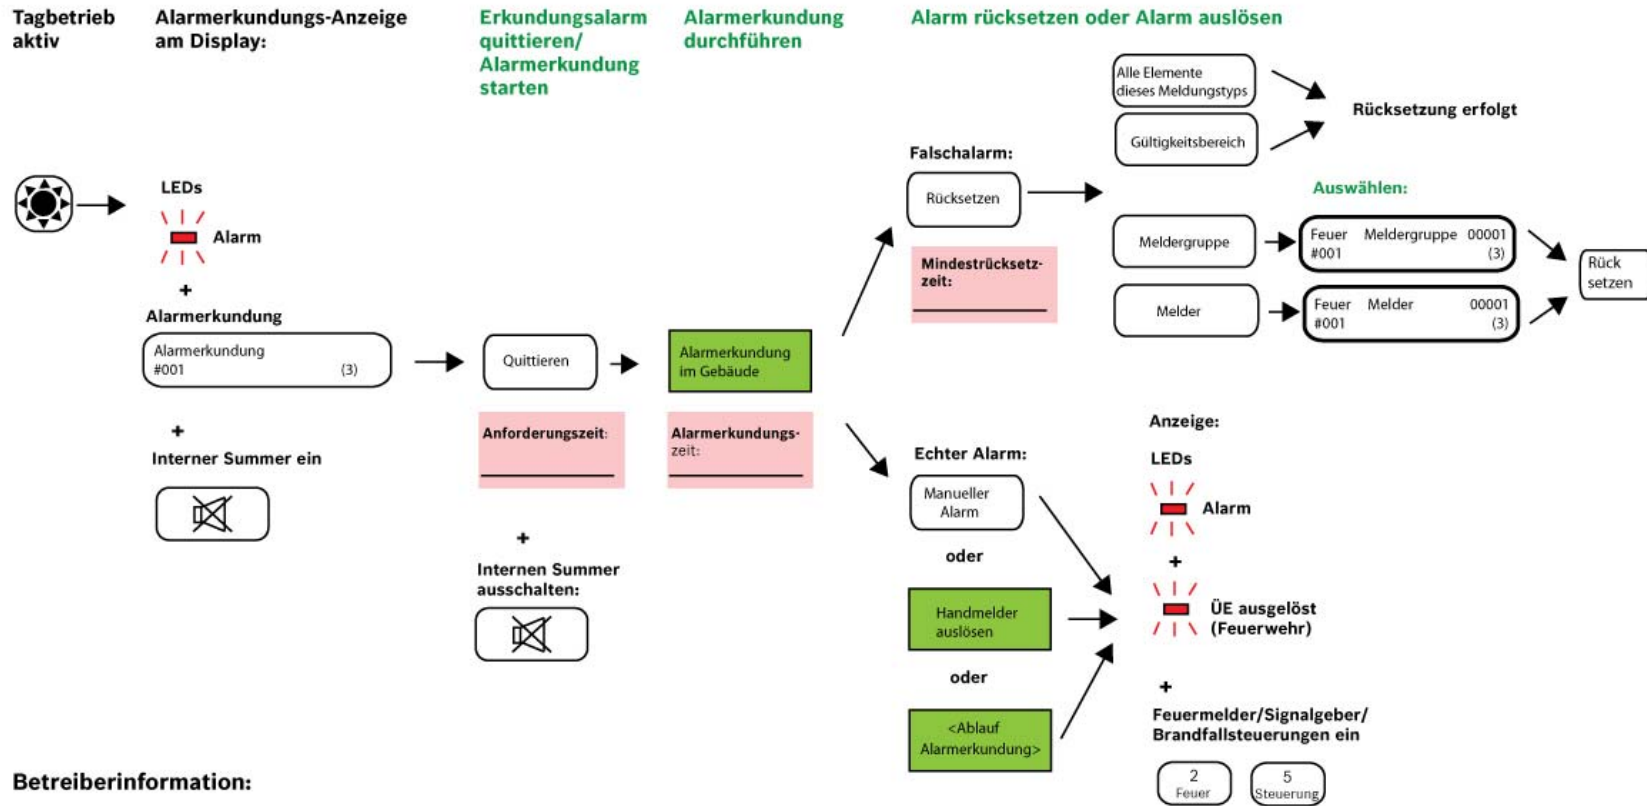 Tagbetrieb
aktiv
Alarmerkundungs-Anzeige
am Display:
Erkundungsalarm
quittieren/
Alarmerkundung
starten
Alarmerkundung
durchführen
Alarm rücksetzen oder Alarm auslösen
LEDs
Alarm
+
Alarmerkundung
Alarmerkundung
#001 (3)
+
Interner Summer ein
Quittieren
Anforderungszeit:
+
Internen Summer
ausschalten:
Alarmerkundung
im Gebäude
Alarmerkundungs-
zeit:
Falschalarm:
Rücksetzen
Mindestrücksetz-
zeit:
Alle Elemente
dieses Meldungstyps
Gültigkeitsbereich
Rücksetzung erfolgt
Auswählen:
Meldergruppe
Feuer Meldergruppe 00001
#001 (3)
Melder
Feuer Melder 00001
#001 (3)
Rück
setzen
Echter Alarm:
Manueller
Alarm
oder
Handmelder
auslösen
oder
<Ablauf
Alarmerkundung>
Anzeige:
LEDs
Alarm
+
ÜE ausgelöst
(Feuerwehr)
+
Feuermelder/Signalgeber/
Brandfallsteuerungen ein
2
Feuer
5
Steuerung
Betreiberinformation: